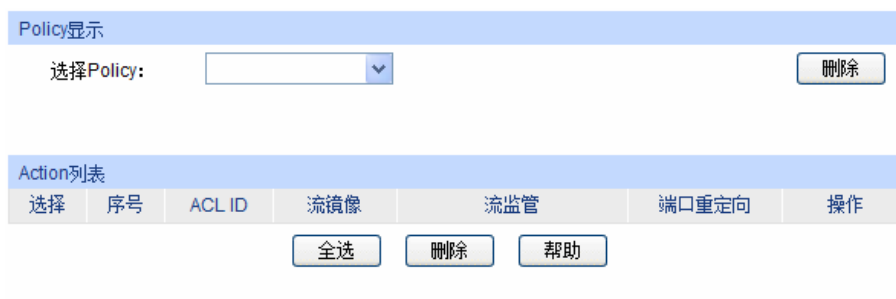 Policy显示
选择Policy: 删除
Action列表
选择 序号 ACL ID 流镜像 流监管 端口重定向 操作
全选 删除 帮助